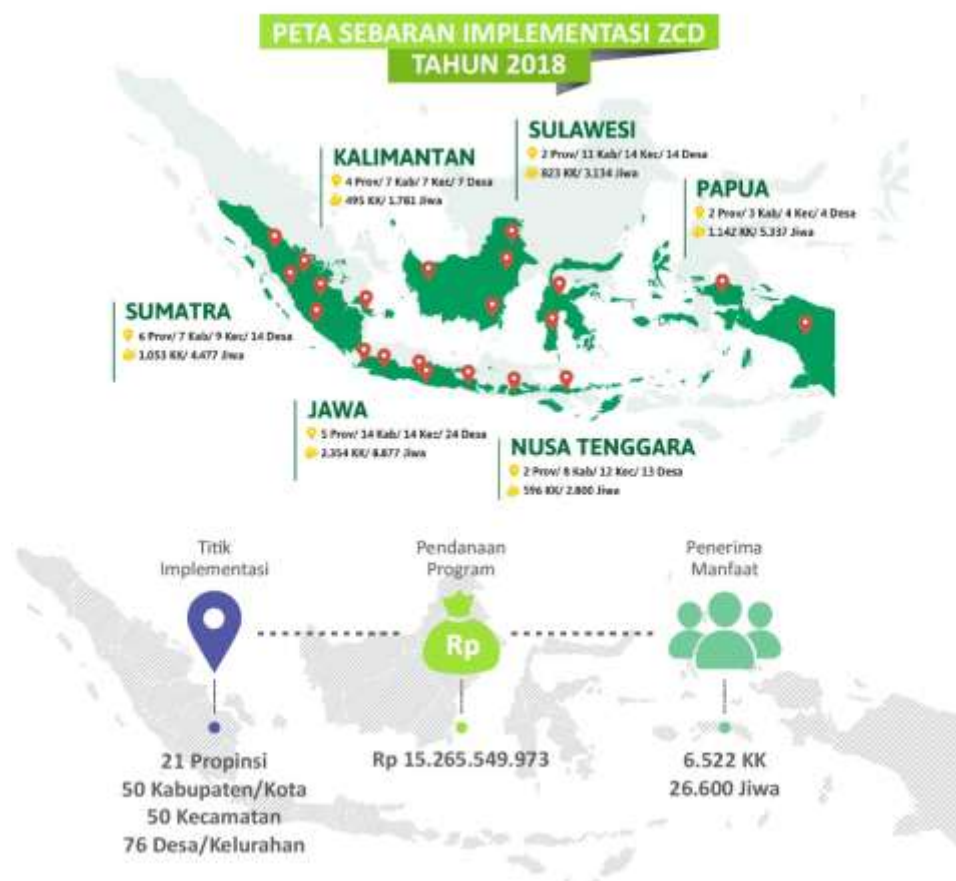 PETA SEBARAN IMPLEMENTASI ZCD
TAHUN 2018
SULAWESI
2 Prov/ 11 Kab/ 14 Kec/ 14 Desa
823 KK/ 3.134 Jiwa
KALIMANTAN
4 Prov/ 7 Kab/ 7 Kec/ 7 Desa
495 KK/ 1.781 Jiwa
PAPUA
2 Prov/ 3 Kab/ 4 Kec/ 4 Desa
1.142 KK/ 5.337 Jiwa
SUMATRA
6 Prov/ 7 Kab/ 9 Kec/ 14 Desa
1.053 KK/ 4.477 Jiwa
JAWA
5 Prov/ 14 Kab/ 14 Kec/ 24 Desa
2.354 KK/ 8.877 Jiwa
NUSA TENGGARA
2 Prov/ 8 Kab/ 12 Kec/ 13 Desa
596 KK/ 2.800 Jiwa
Titik
Implementasi
Pendanaan
Program
Penerima
Manfaat
Rp
21 Propinsi
50 Kabupaten/Kota
50 Kecamatan
76 Desa/Kelurahan
Rp 15.265.549.973
6.522 KK
26.600 Jiwa